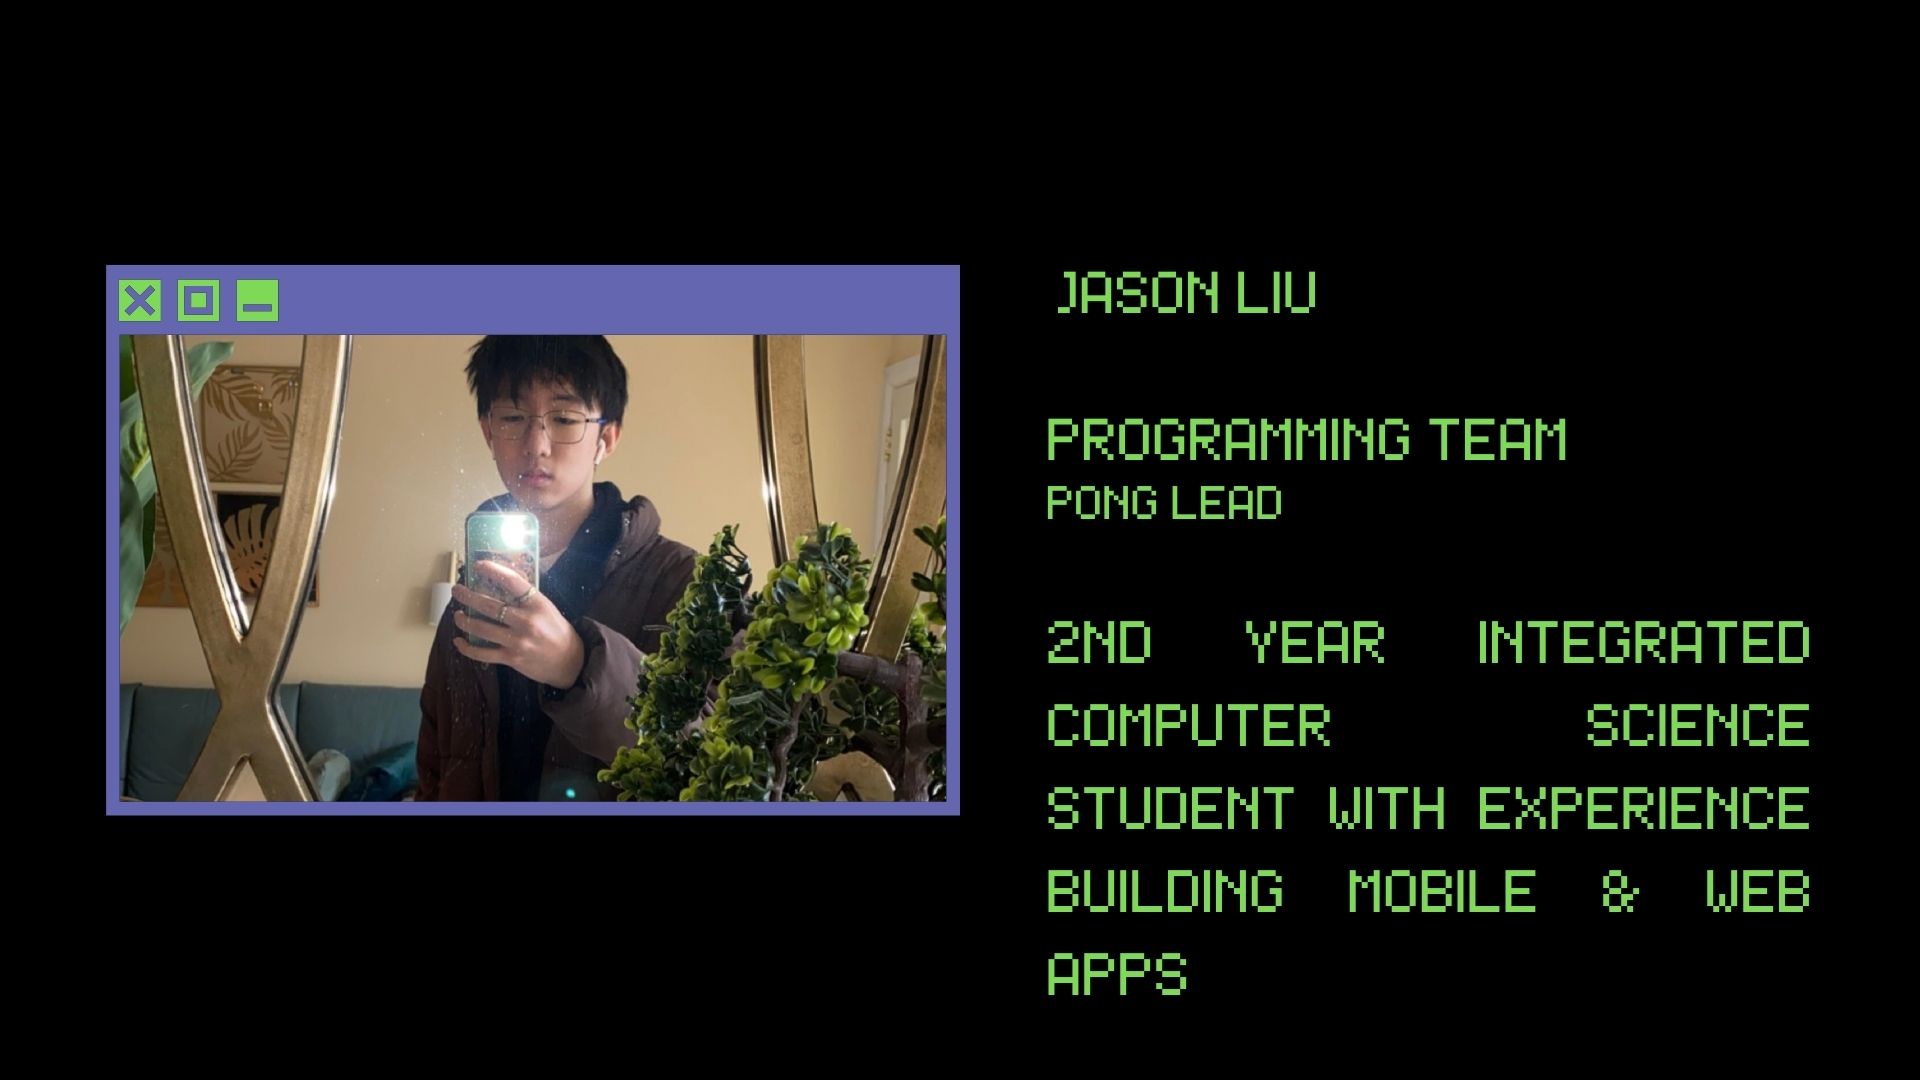 JASON LIU
PROGRAMMING TEAM
PONG LEAD
2ND YEAR INTEGRATED
COMPUTER SCIENCE
STUDENT WITH EXPERIENCE
BUILDING MOBILE & WEB
APPS